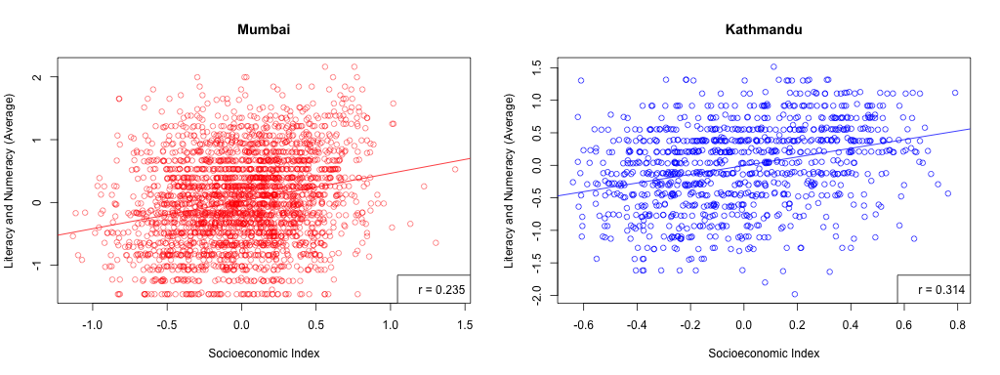 Mumbai
Literacy and Numeracy (Average)
2
1
0
-1
r = 0.235
-1.0 -0.5 0.0 0.5 1.0 1.5
Socioeconomic Index
Kathmandu
Literacy and Numeracy (Average)
1.5
1.0
0.5
0.0
-0.5
-1.0
-1.5
-2.0
r = 0.314
-0.6 -0.4 -0.2 0.0 0.2 0.4 0.6 0.8
Socioeconomic Index